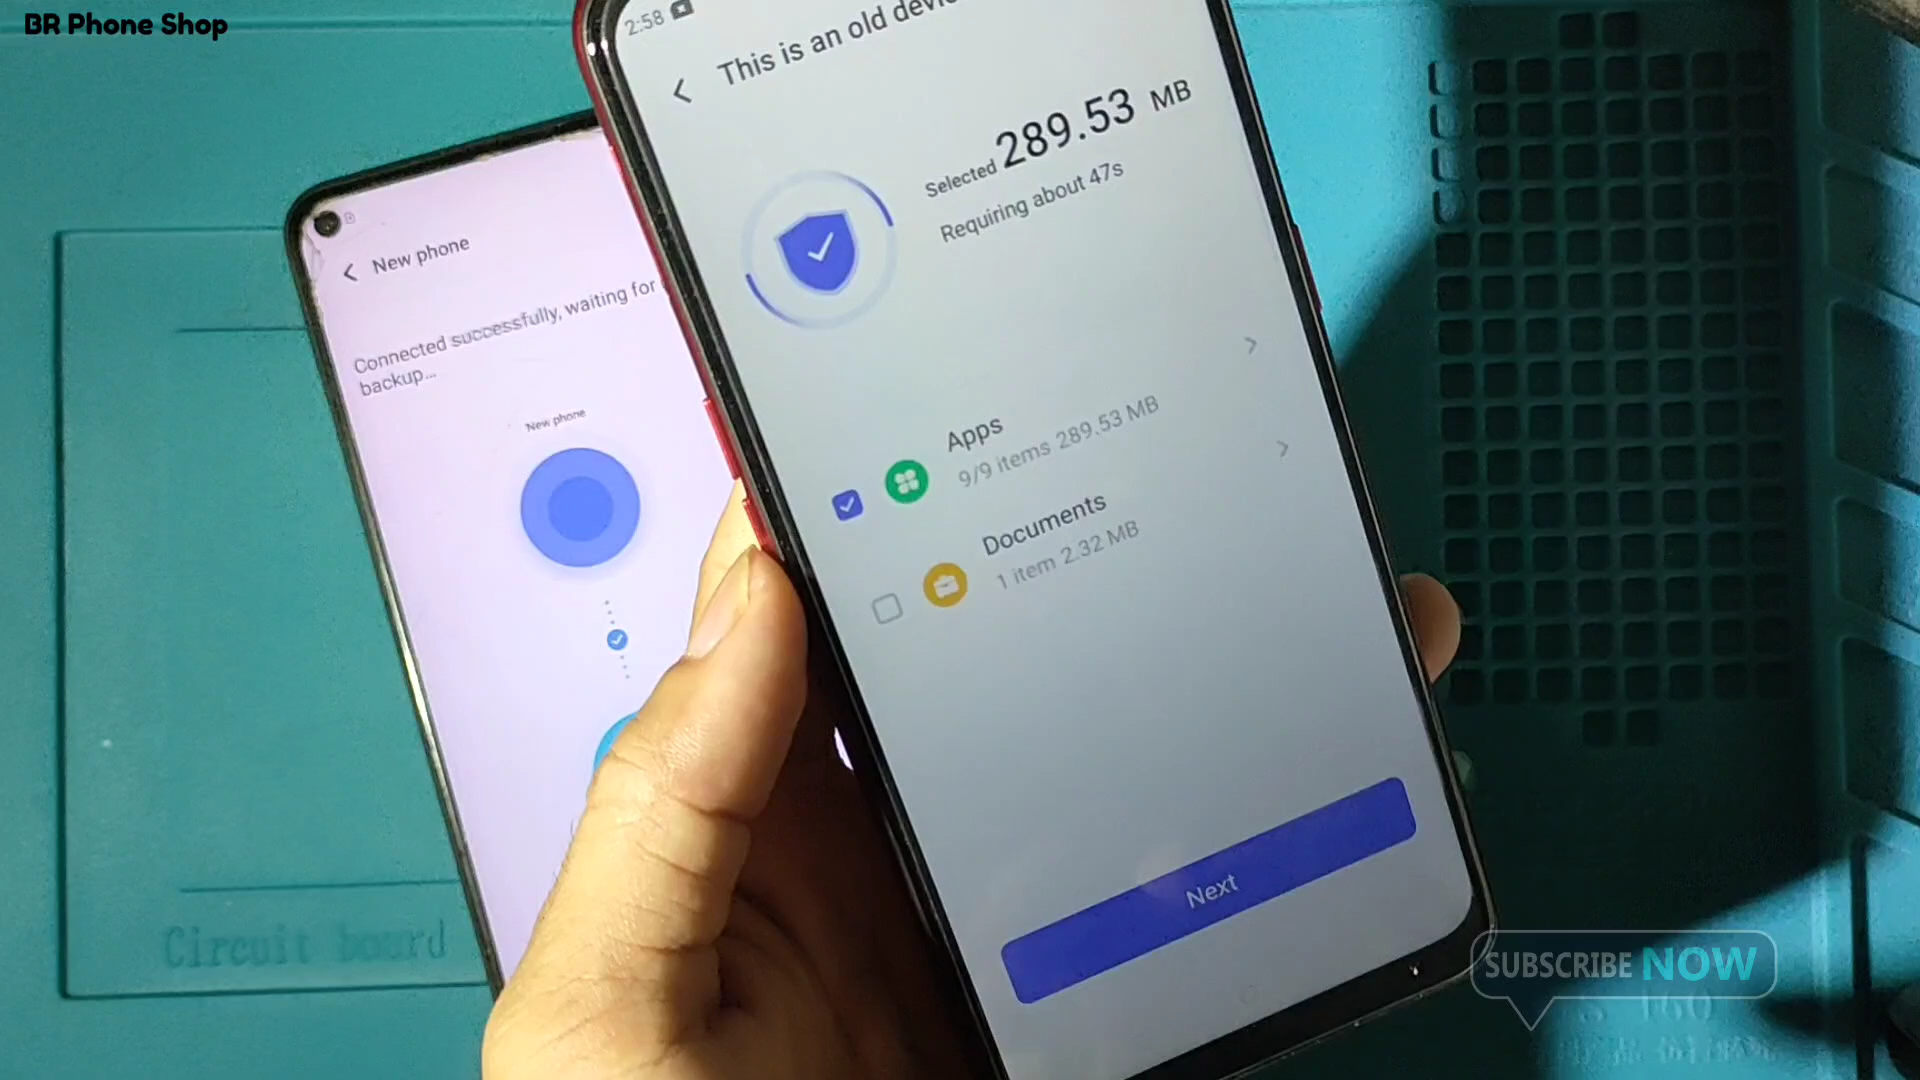 BR Phone Shop
2:58
This is an old
Selected 289.53 MB
Requiring about 47s
Apps
9/9 items 289.53 MB
Documents
1 item 2.32 MB
Next
New phone
Connected successfully, waiting for
backup...
New phone
Circuit board
SUBSCRIBE NOW
160